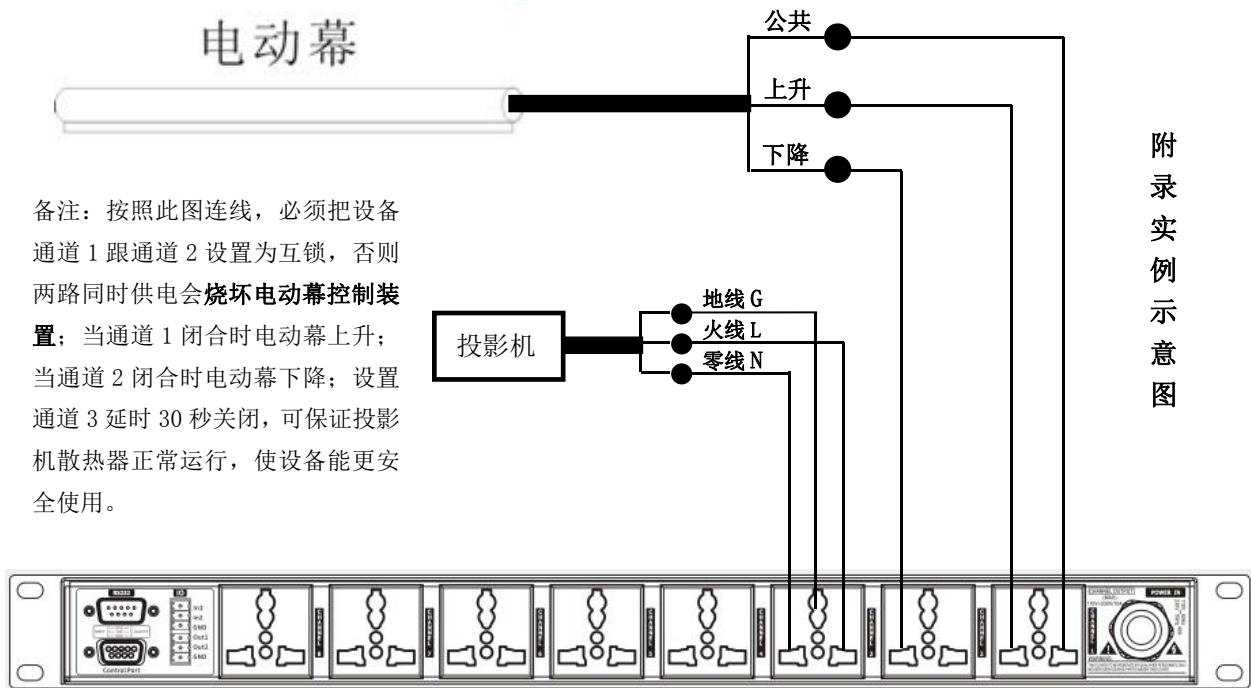 电动幕
公共
上升
下降
附录实例示意图
备注：按照此图连线，必须把设备
通道 1 跟通道 2 设置为互锁，否则
两路同时供电会烧坏电动幕控制装
置；当通道 1 闭合时电动幕上升；
当通道 2 闭合时电动幕下降；设置
通道 3 延时 30 秒关闭，可保证投影
机散热器正常运行，使设备能更安
全使用。
投影机
地线 G
火线 L
零线 N
RS232
I/O
In1
In2
GND
Out1
Out2
GND
Control Port
CHANNEL OUTPUT
(MAX)
POWER IN